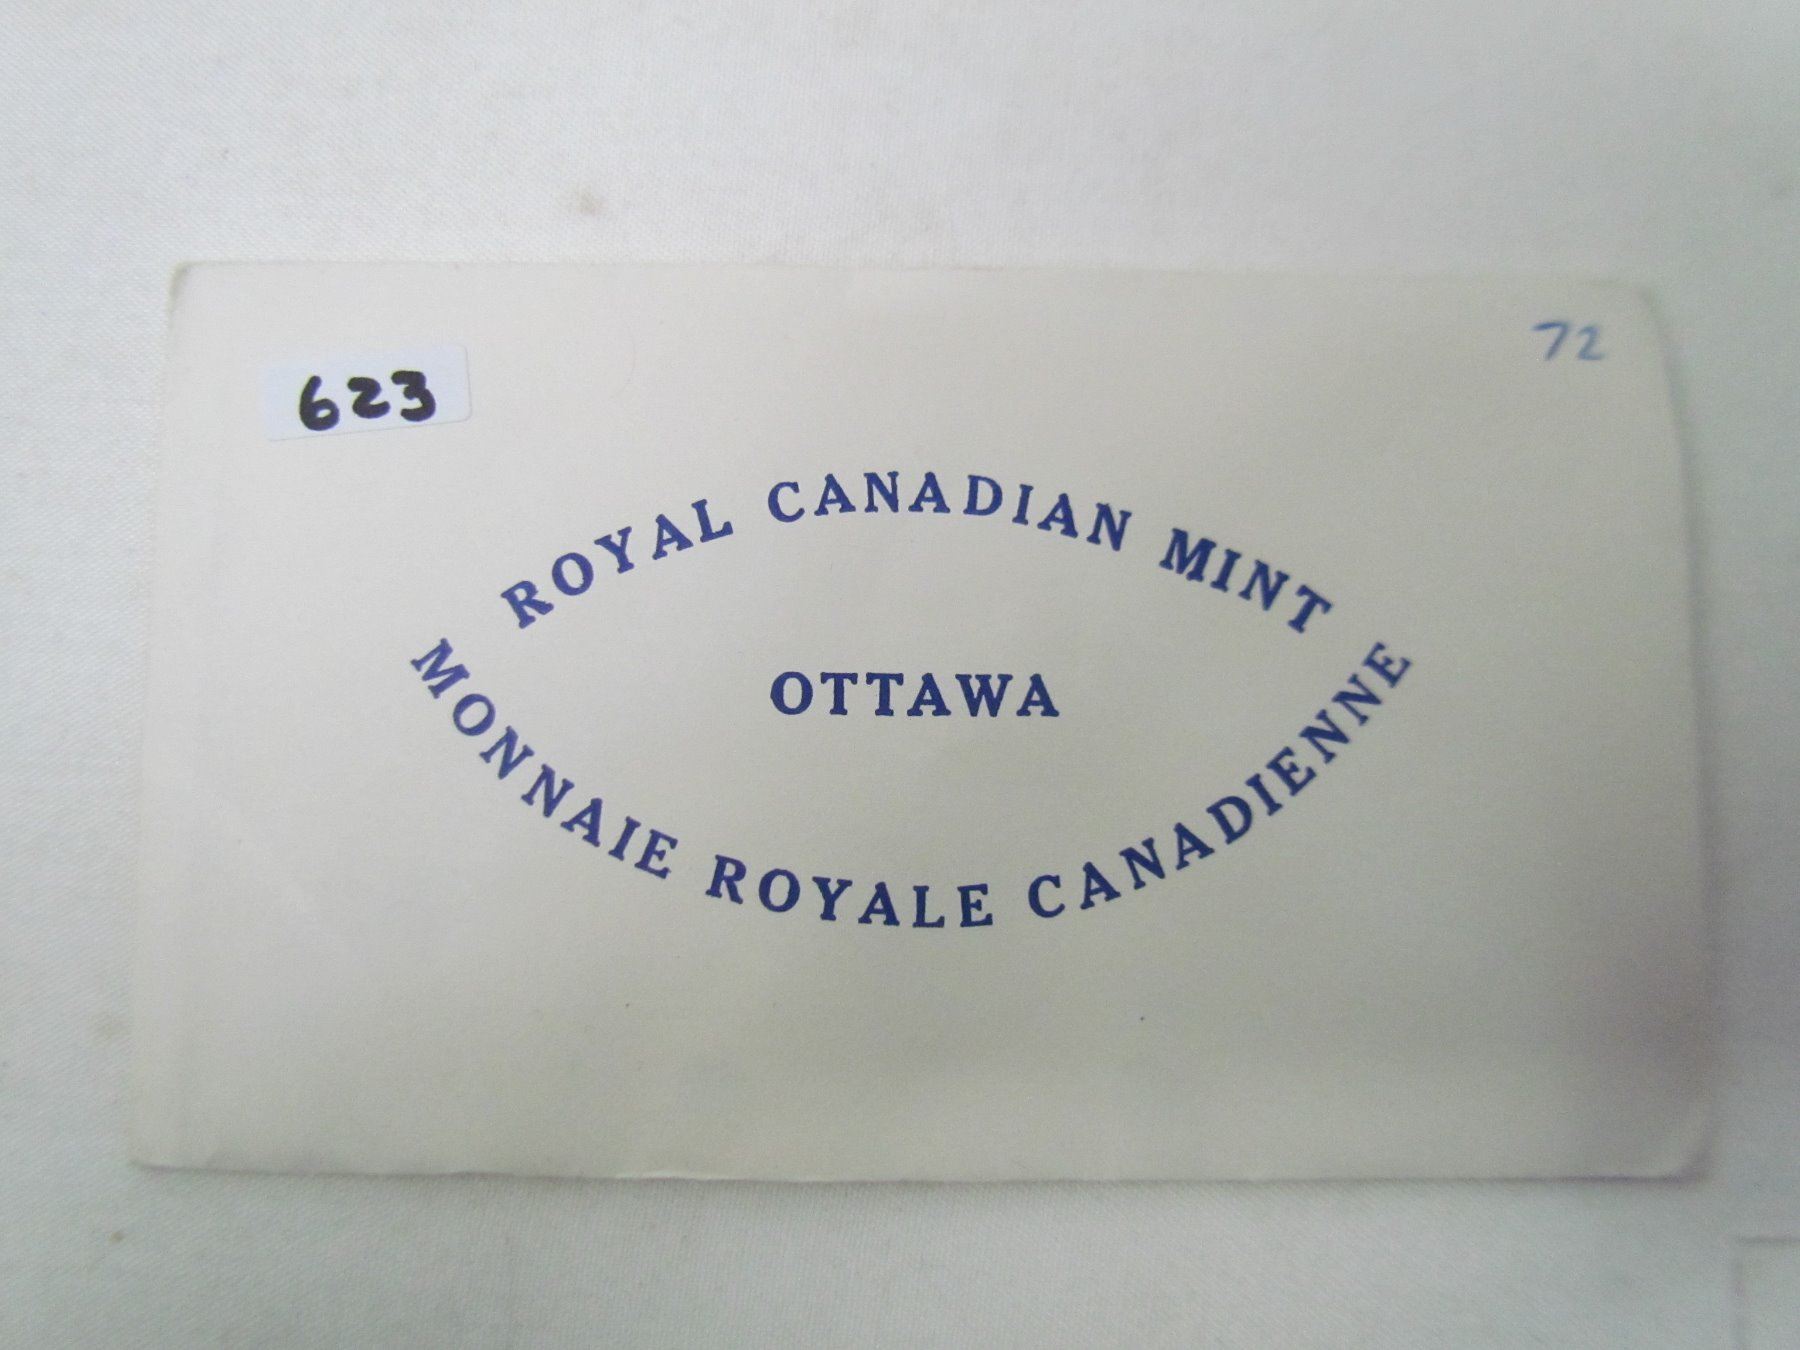 72
623
ROYAL CANADIAN MINT
OTTAWA
MONNAIE ROYALE CANADIENNE